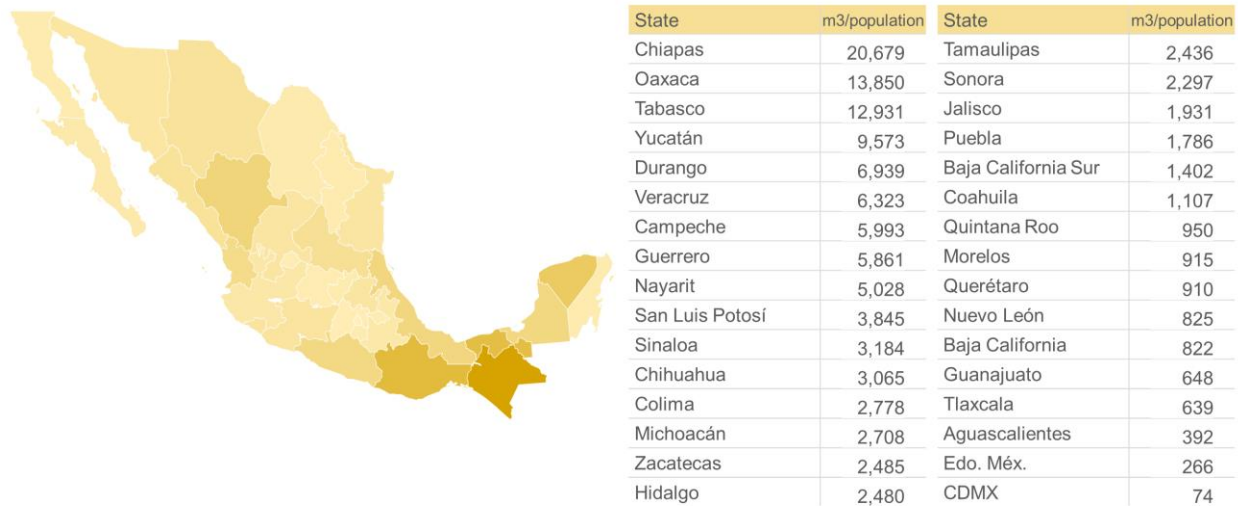 State m3/population State m3/population
Chiapas 20,679 Tamaulipas 2,436
Oaxaca 13,850 Sonora 2,297
Tabasco 12,931 Jalisco 1,931
Yucatán 9,573 Puebla 1,786
Durango 6,939 Baja California Sur 1,402
Veracruz 6,323 Coahuila 1,107
Campeche 5,993 Quintana Roo 950
Guerrero 5,861 Morelos 915
Nayarit 5,028 Querétaro 910
San Luis Potosí 3,845 Nuevo León 825
Sinaloa 3,184 Baja California 822
Chihuahua 3,065 Guanajuato 648
Colima 2,778 Tlaxcala 639
Michoacán 2,708 Aguascalientes 392
Zacatecas 2,485 Edo. Méx. 266
Hidalgo 2,480 CDMX 74